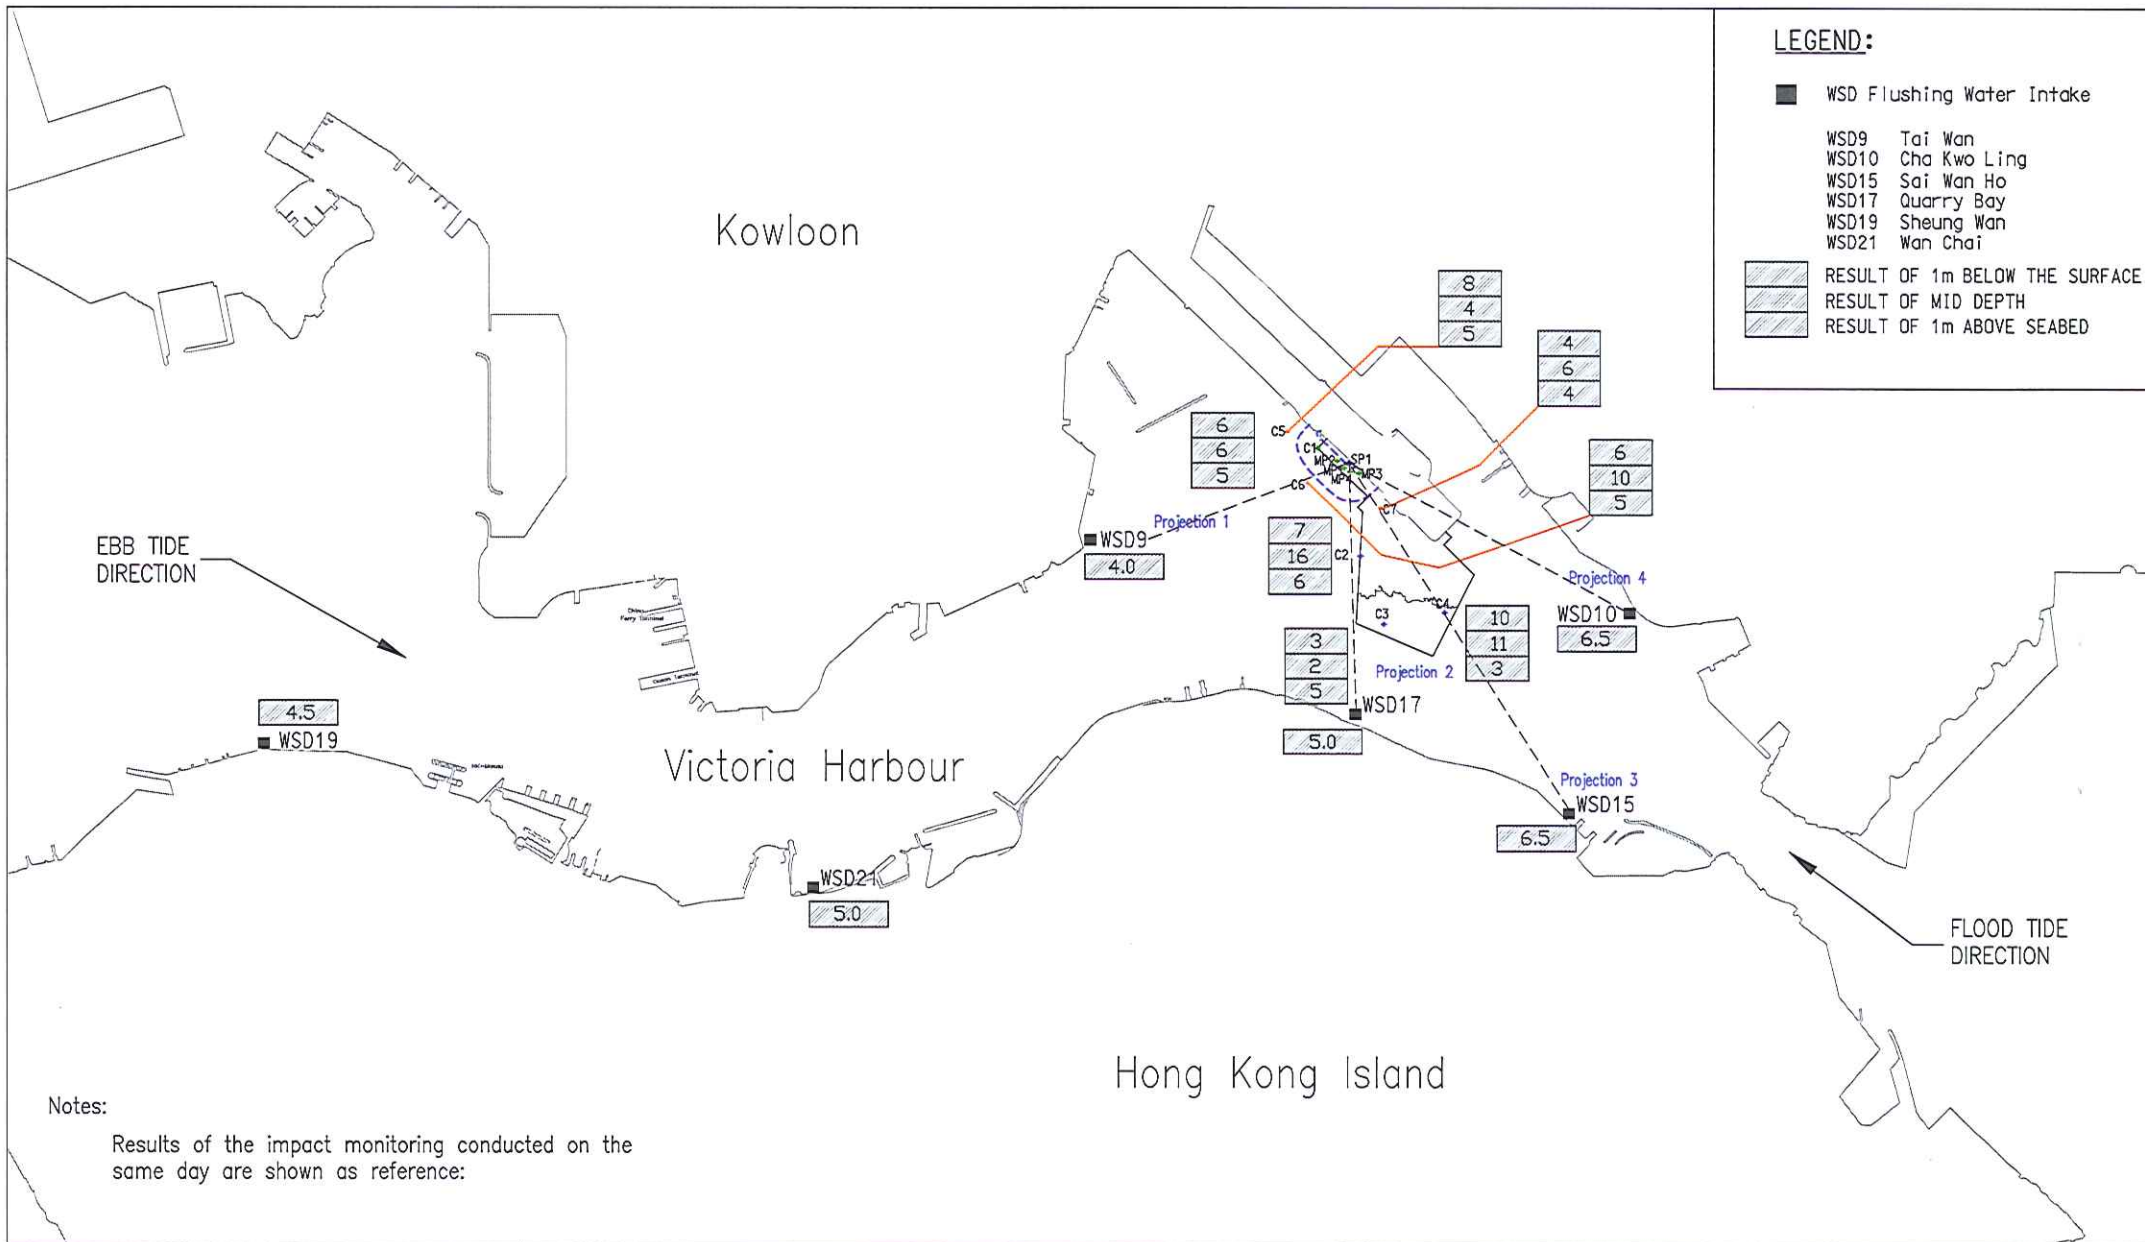 LEGEND:
WSD Flushing Water Intake
WSD9 Tai Wan
WSD10 Cha Kwo Ling
WSD15 Sai Wan Ho
WSD17 Quarry Bay
WSD19 Sheung Wan
WSD21 Wan Chai
RESULT OF 1m BELOW THE SURFACE
RESULT OF MID DEPTH
RESULT OF 1m ABOVE SEABED
Kowloon
8
4
5
4
6
4
6
6
5
6
10
5
C5
C1
SP1
MP3
C6
C7
Projection 1
WSD9
4.0
7
16
6
C2
EBB TIDE
DIRECTION
Projection 4
WSD10
6.5
C3
C4
10
11
3
3
2
5
Projection 2
WSD17
5.0
Ferry Terminal
Ocean Terminal
4.5
WSD19
Victoria Harbour
Projection 3
WSD15
6.5
WSD21
5.0
FLOOD TIDE
DIRECTION
Hong Kong Island
Notes:
Results of the impact monitoring conducted on the
same day are shown as reference: